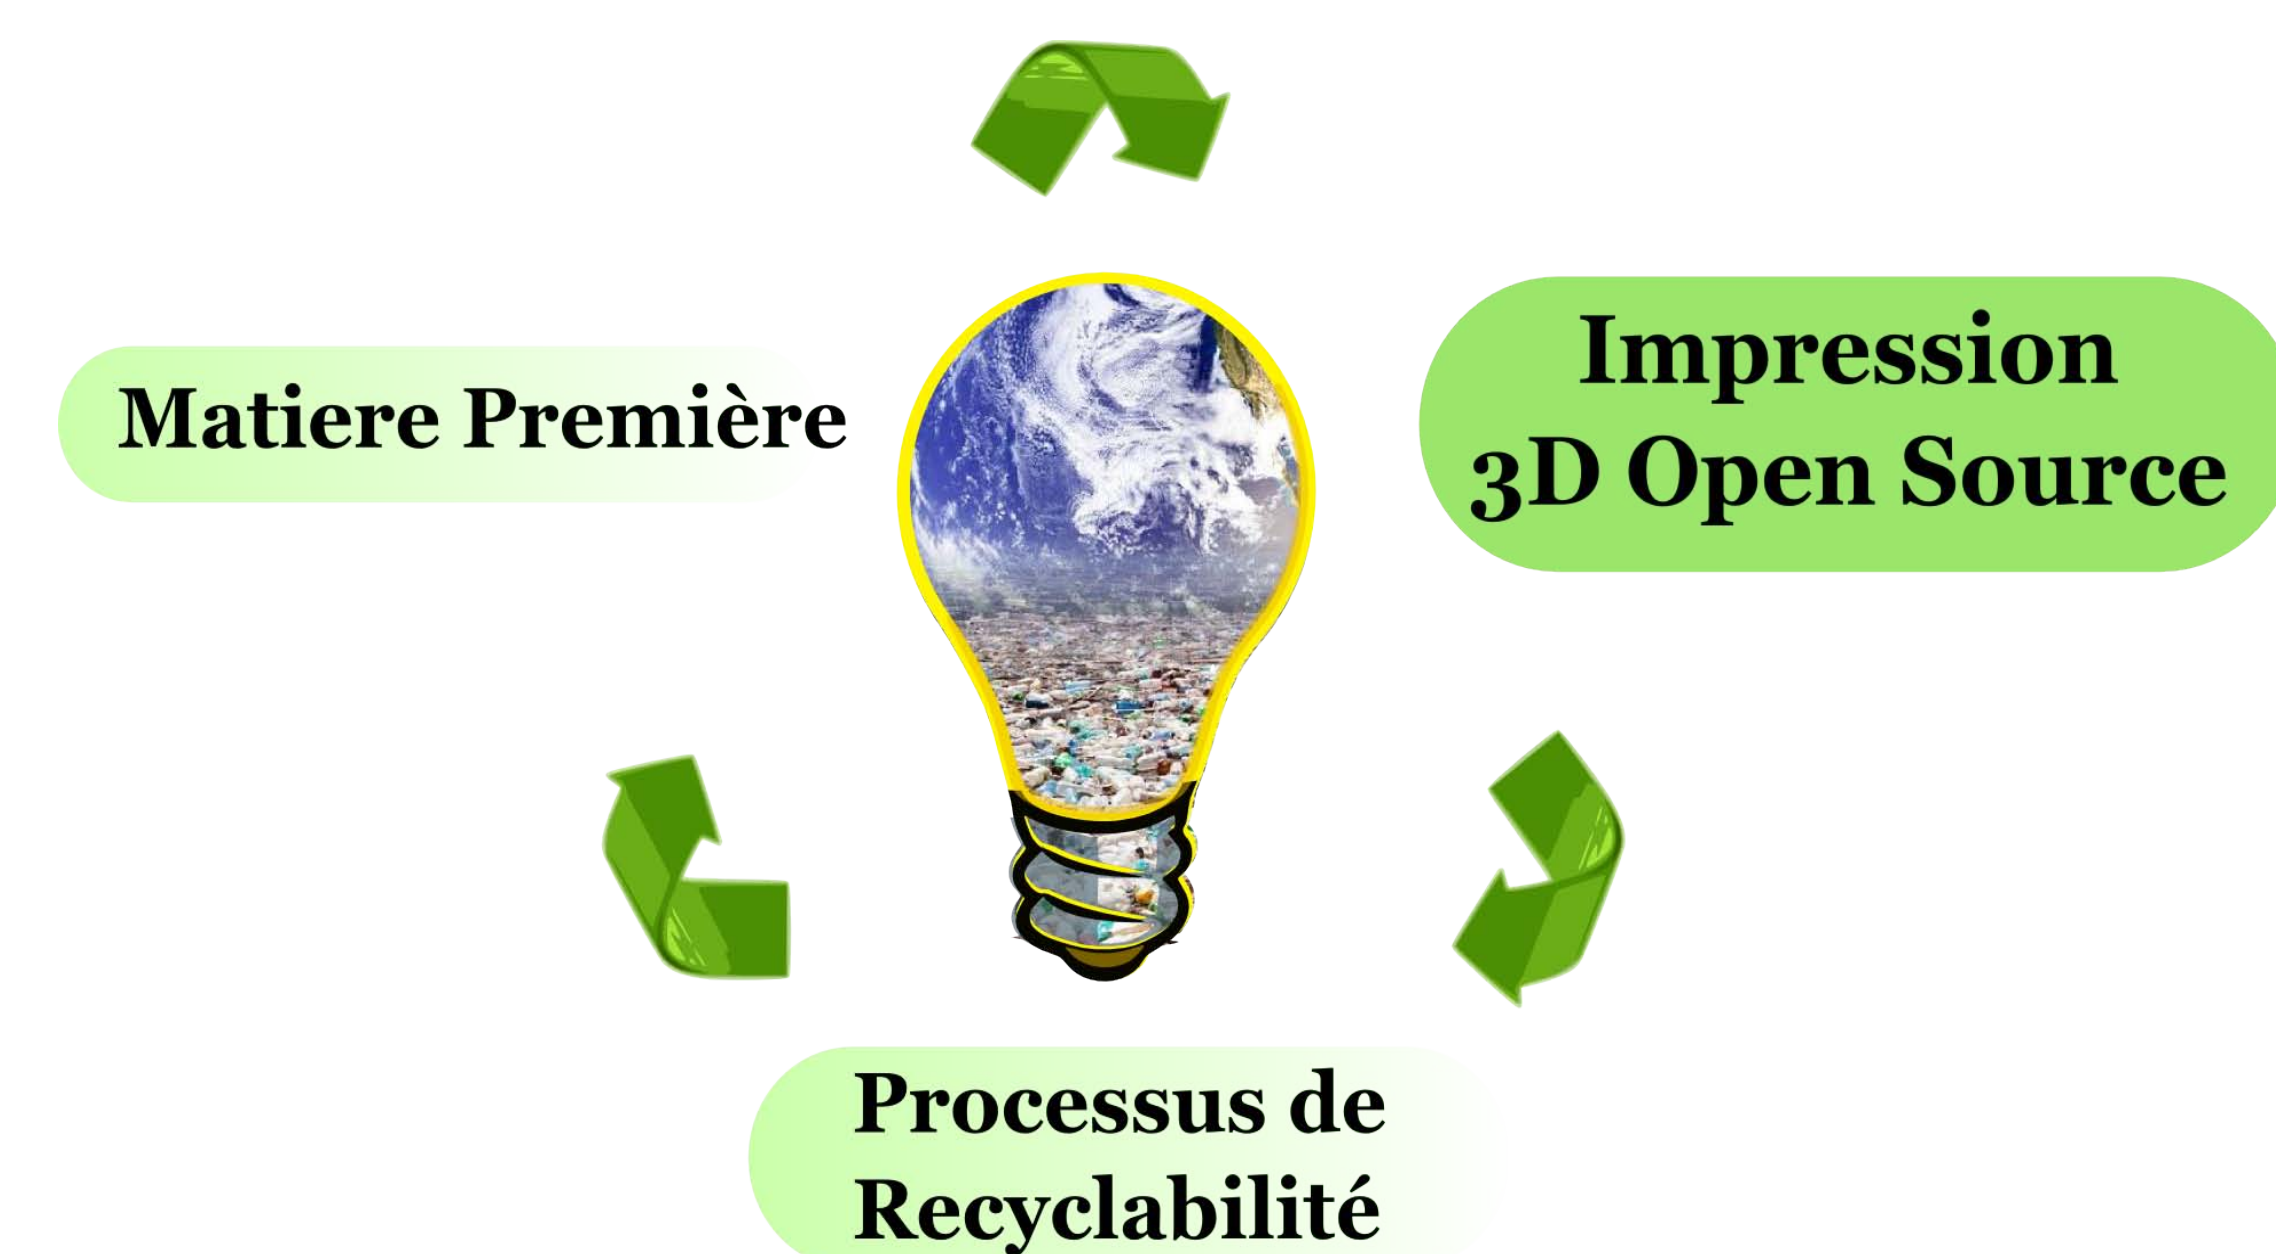 Matiere Première
Impression
3D Open Source
Processus de
Recyclabilité